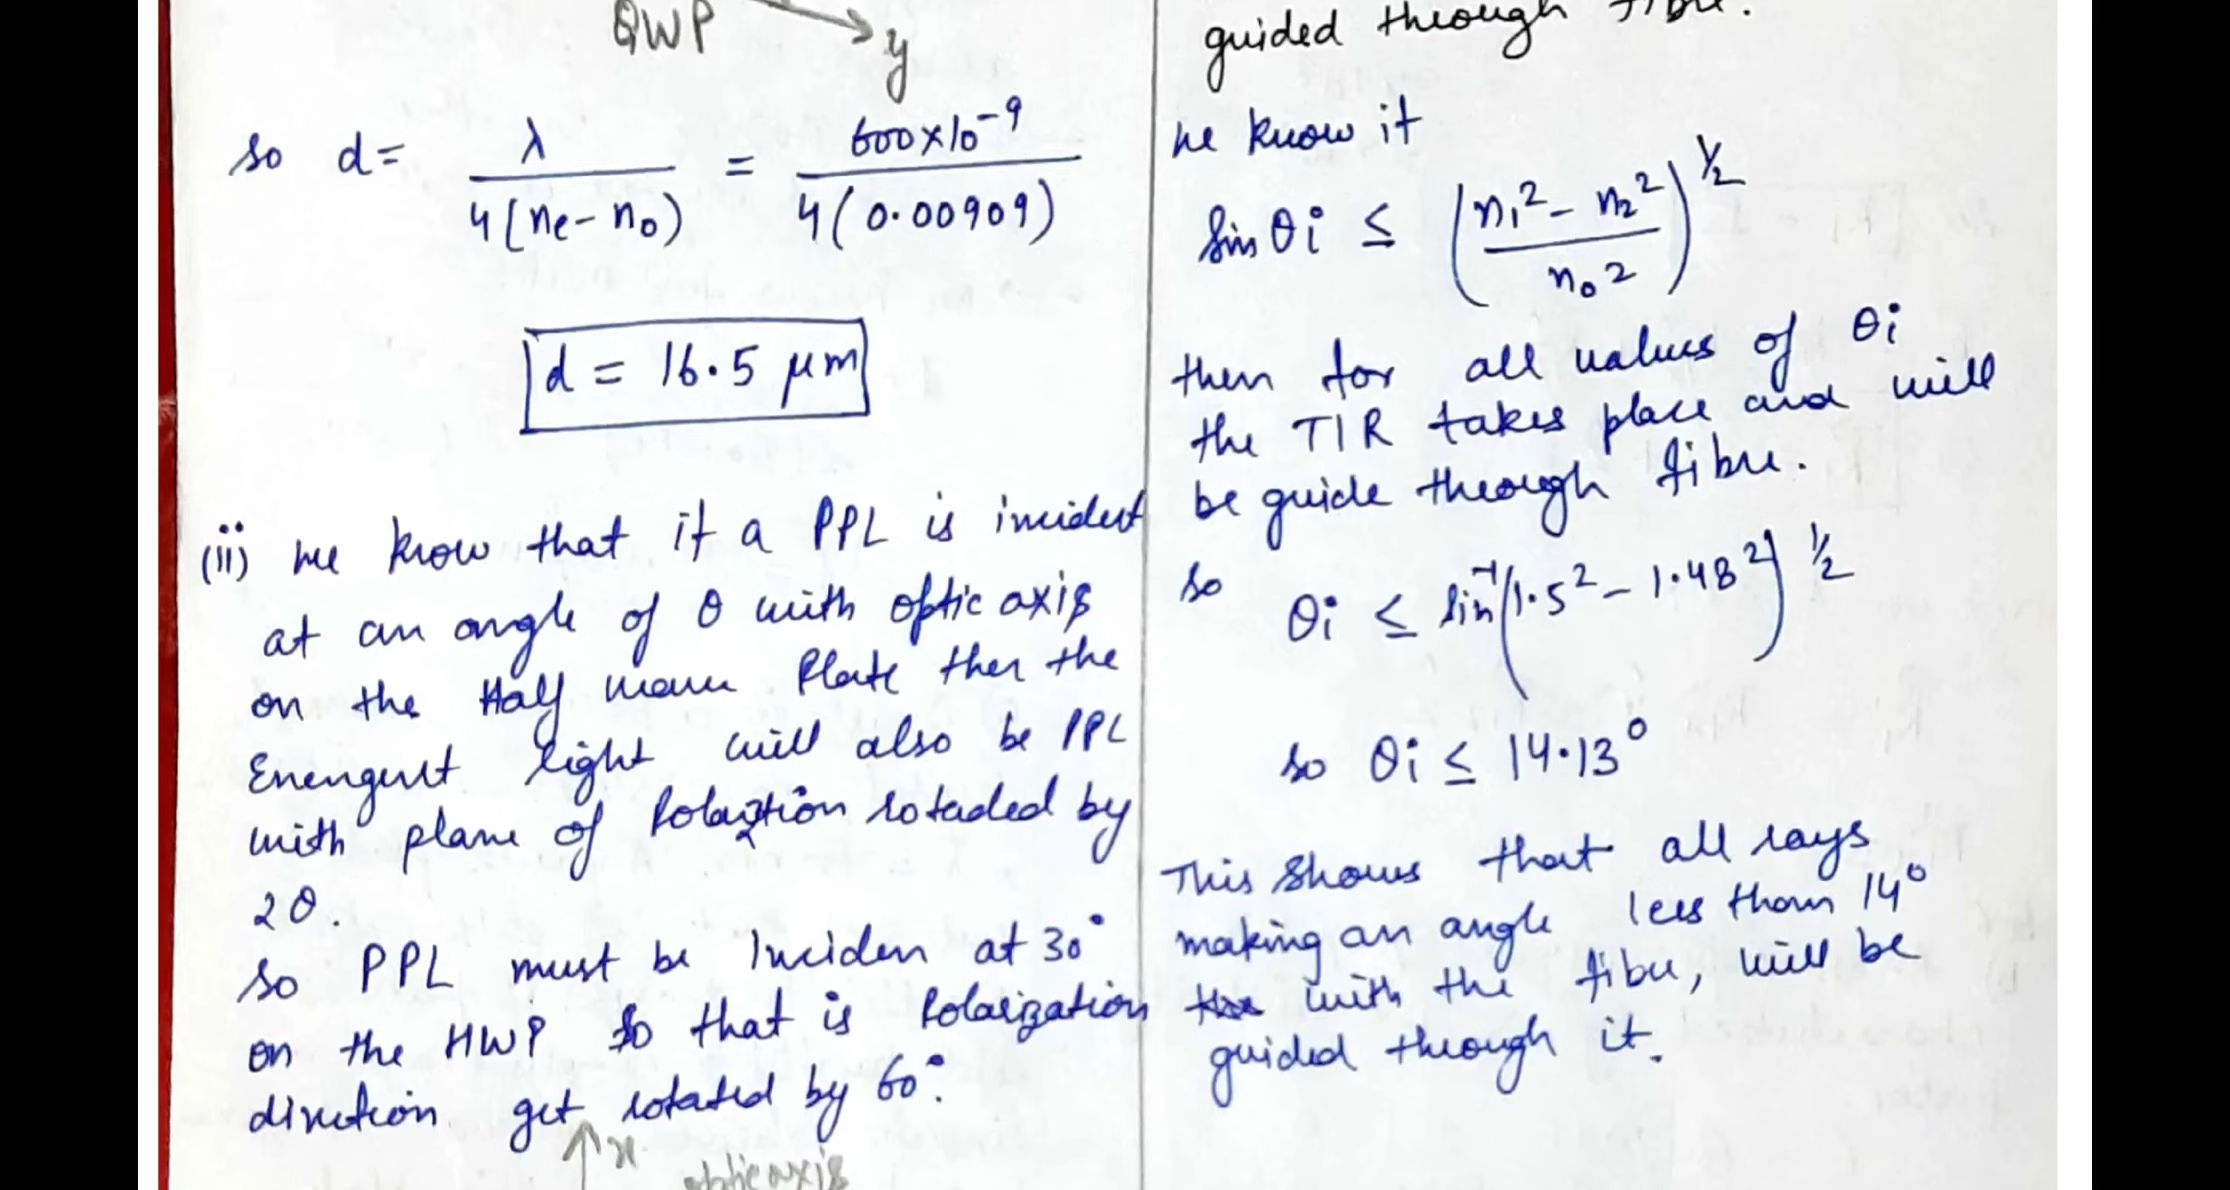 QWP
y
so d = λ / 4(ne - no) = 600×10⁻⁹ / 4(0.00909)
d = 16.5 μm
(ii) we know that if a PPL is incident
at an angle of θ with optic axis
on the Half wave Plate then the
Emengent light will also be PPL
with plane of Polarization rotaded by
2θ.
So PPL must be Inciden at 30°
on the HWP so that is Polarization
direction get rotated by 60°.
x
optic axis
guided through fibre.
we know if
Sin θi ≤ ((n₁² - n₂²) / n₀²)^½
then for all values of θi
the TIR takes place and will
be guide through fibre.
so θi ≤ sin⁻¹(1.5² - 1.48²)^½
so θi ≤ 14.13°
This Shows that all rays
making an angle less than 14°
with the fibre, will be
guided through it.